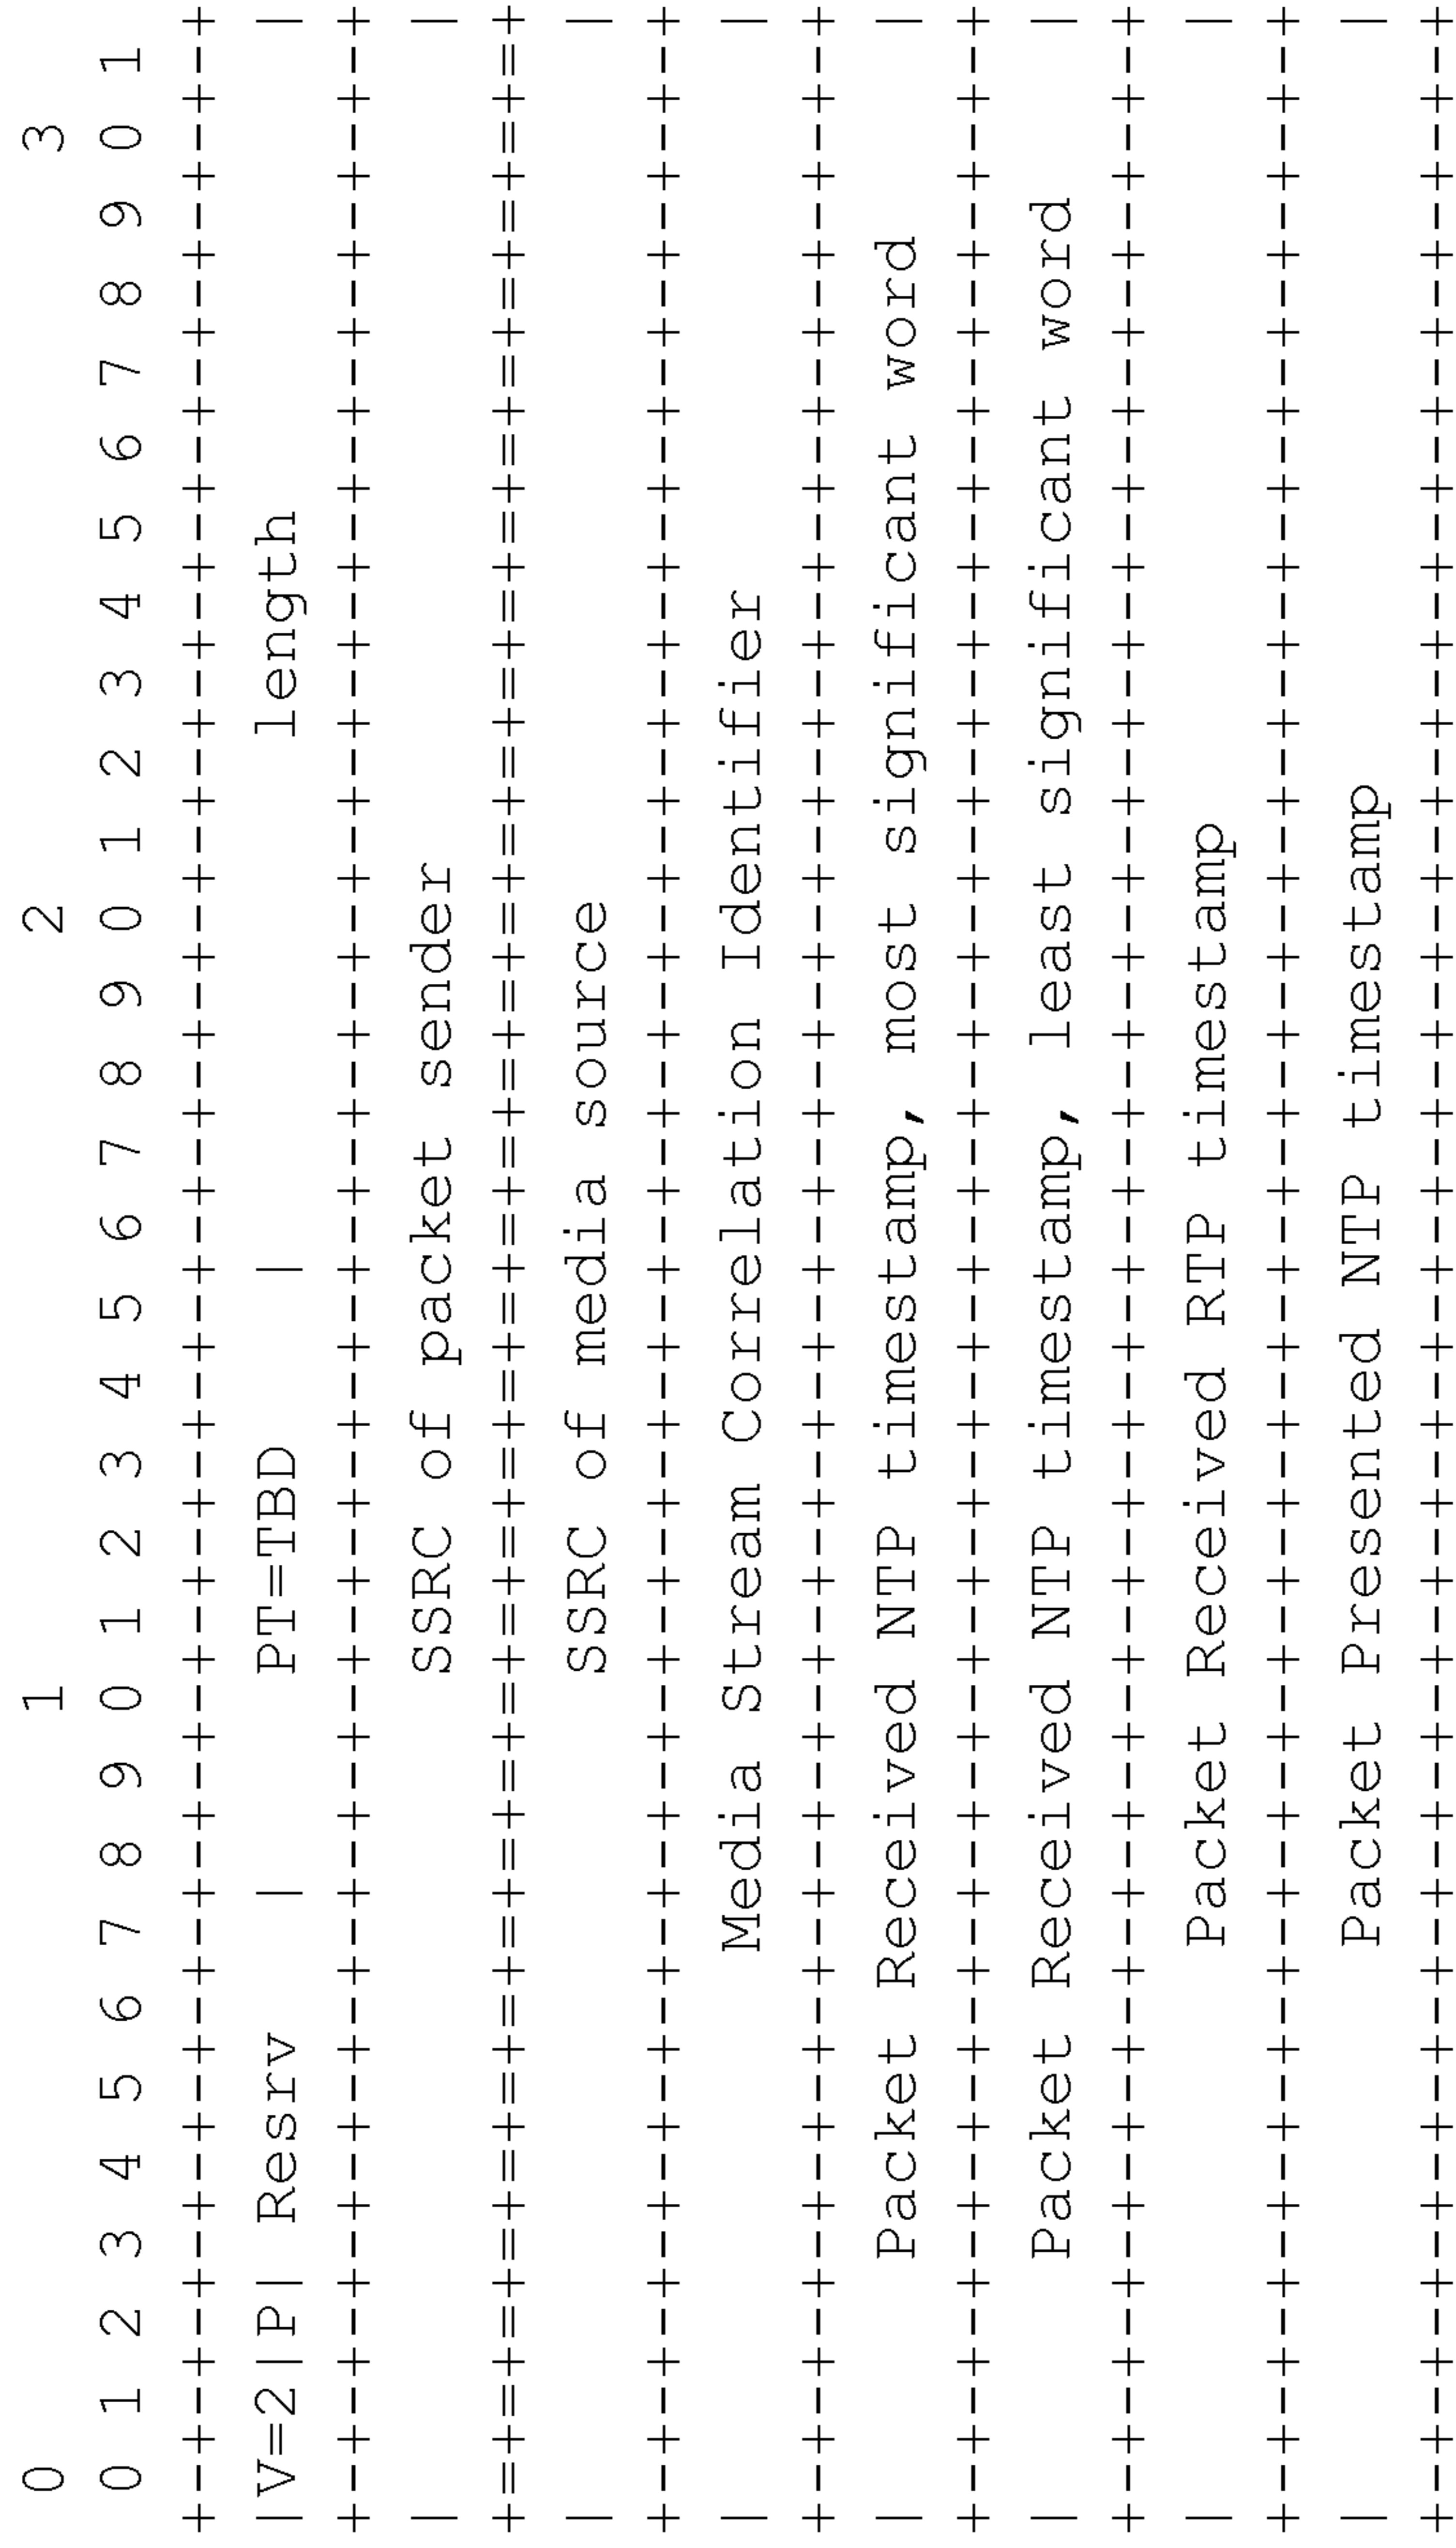 0                   1                   2                   3
 0 1 2 3 4 5 6 7 8 9 0 1 2 3 4 5 6 7 8 9 0 1 2 3 4 5 6 7 8 9 0 1
+-+-+-+-+-+-+-+-+-+-+-+-+-+-+-+-+-+-+-+-+-+-+-+-+-+-+-+-+-+-+-+-+
|V=2|P| Resrv   |     PT=TBD    |             length            |
+-+-+-+-+-+-+-+-+-+-+-+-+-+-+-+-+-+-+-+-+-+-+-+-+-+-+-+-+-+-+-+-+
|                     SSRC of packet sender                     |
+=+=+=+=+=+=+=+=+=+=+=+=+=+=+=+=+=+=+=+=+=+=+=+=+=+=+=+=+=+=+=+=+
|                     SSRC of media source                      |
+-+-+-+-+-+-+-+-+-+-+-+-+-+-+-+-+-+-+-+-+-+-+-+-+-+-+-+-+-+-+-+-+
|              Media Stream Correlation Identifier              |
+-+-+-+-+-+-+-+-+-+-+-+-+-+-+-+-+-+-+-+-+-+-+-+-+-+-+-+-+-+-+-+-+
|      Packet Received NTP timestamp, most significant word     |
+-+-+-+-+-+-+-+-+-+-+-+-+-+-+-+-+-+-+-+-+-+-+-+-+-+-+-+-+-+-+-+-+
|      Packet Received NTP timestamp, least significant word    |
+-+-+-+-+-+-+-+-+-+-+-+-+-+-+-+-+-+-+-+-+-+-+-+-+-+-+-+-+-+-+-+-+
|              Packet Received RTP timestamp                    |
+-+-+-+-+-+-+-+-+-+-+-+-+-+-+-+-+-+-+-+-+-+-+-+-+-+-+-+-+-+-+-+-+
|              Packet Presented NTP timestamp                   |
+-+-+-+-+-+-+-+-+-+-+-+-+-+-+-+-+-+-+-+-+-+-+-+-+-+-+-+-+-+-+-+-+